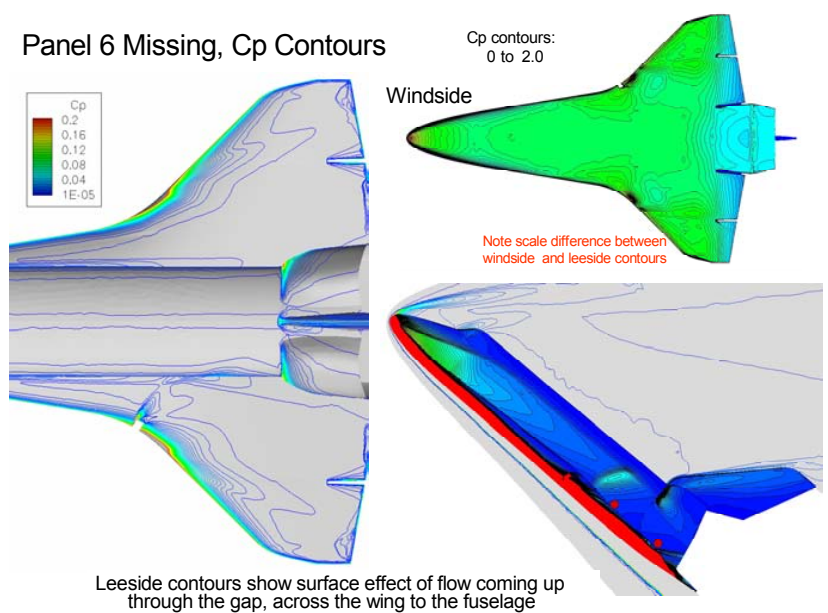 Panel 6 Missing, Cp Contours
Cp contours:
0 to 2.0
Windside
Cp
0.2
0.16
0.12
0.08
0.04
1E-05
Note scale difference between
windside and leeside contours
Leeside contours show surface effect of flow coming up
through the gap, across the wing to the fuselage